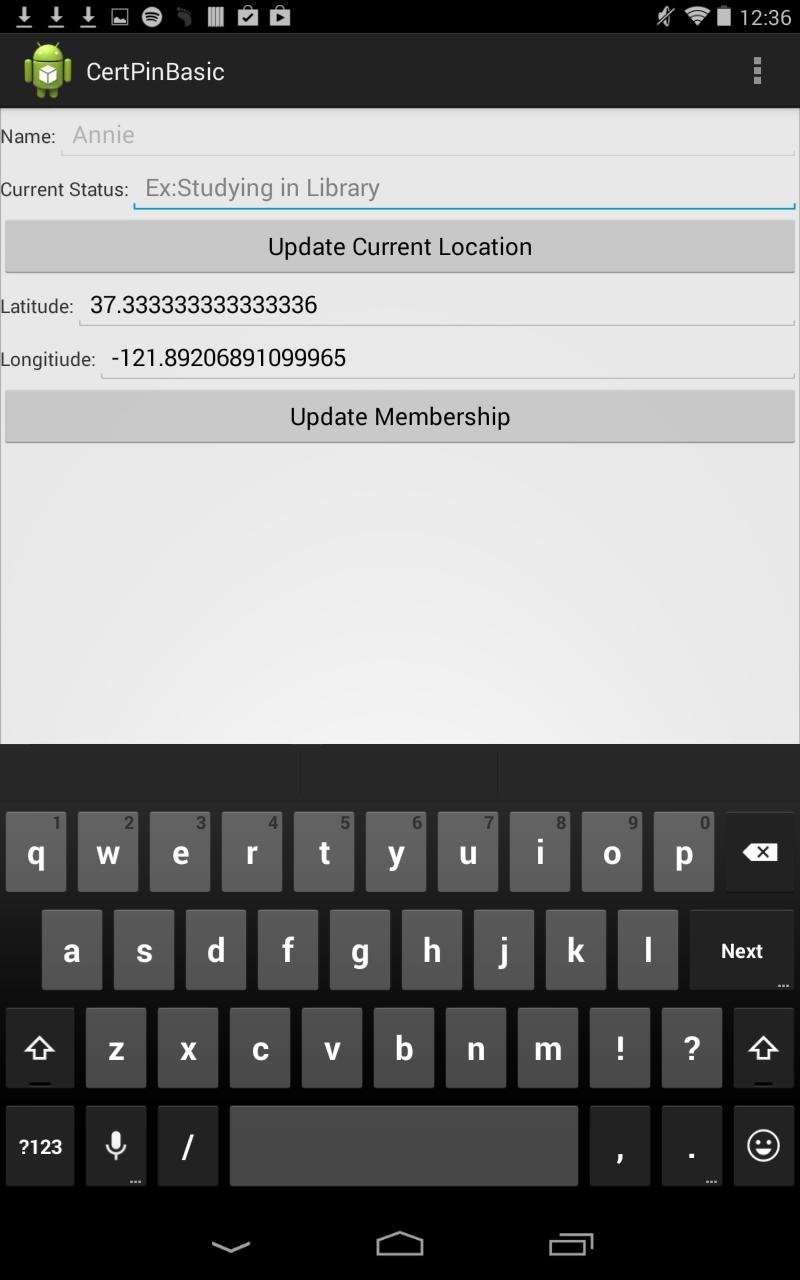 12:36
CertPinBasic
Name: Annie
Current Status: Ex:Studying in Library
Update Current Location
Latitude: 37.333333333333336
Longitiude: -121.89206891099965
Update Membership
1 2 3 4 5 6 7 8 9 0
q w e r t y u i o p
a s d f g h j k l Next
...
z x c v b n m ! ?
?123 / , .
... ...